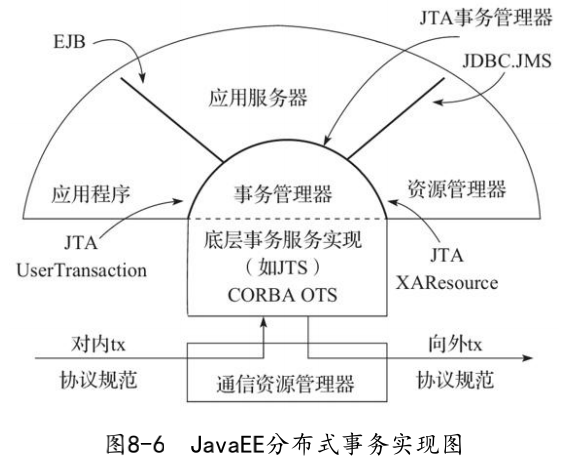 JTA事务管理器
EJB
JDBC.JMS
应用服务器
应用程序
事务管理器
资源管理器
JTA
UserTransaction
底层事务服务实现
（如JTS）
CORBA OTS
JTA
XAResource
对内tx
协议规范
通信资源管理器
向外tx
协议规范
图8-6 JavaEE分布式事务实现图